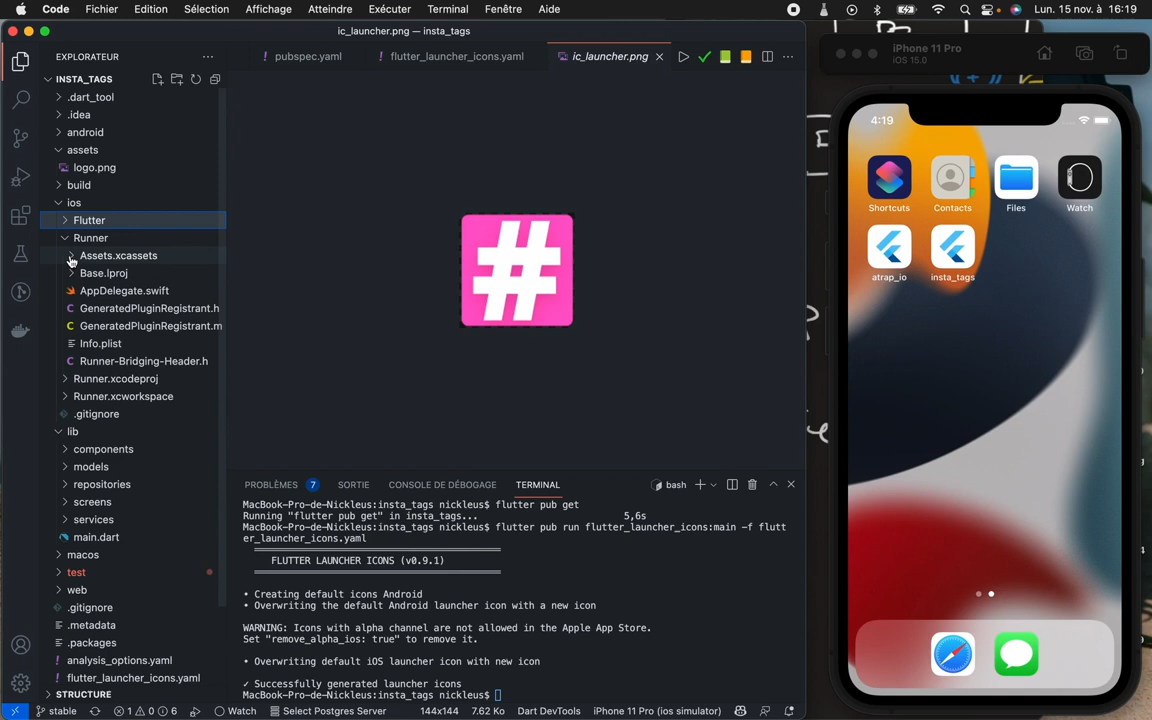 Code Fichier Edition Sélection Affichage Atteindre Exécuter Terminal Fenêtre Aide Lun. 15 nov. à 16:19
ic_launcher.png — insta_tags
EXPLORATEUR
INSTA_TAGS
.dart_tool
.idea
android
assets
logo.png
build
ios
Flutter
Runner
Assets.xcassets
Base.lproj
AppDelegate.swift
GeneratedPluginRegistrant.h
GeneratedPluginRegistrant.m
Info.plist
Runner-Bridging-Header.h
Runner.xcodeproj
Runner.xcworkspace
.gitignore
lib
components
models
repositories
screens
services
main.dart
macos
test
web
.gitignore
.metadata
.packages
analysis_options.yaml
flutter_launcher_icons.yaml
STRUCTURE
pubspec.yaml flutter_launcher_icons.yaml ic_launcher.png
#
PROBLÈMES 7 SORTIE CONSOLE DE DÉBOGAGE TERMINAL bash
MacBook-Pro-de-Nickleus:insta_tags nickleus$ flutter pub get
Running "flutter pub get" in insta_tags... 5,6s
MacBook-Pro-de-Nickleus:insta_tags nickleus$ flutter pub run flutter_launcher_icons:main -f flutt
er_launcher_icons.yaml
FLUTTER LAUNCHER ICONS (v0.9.1)
• Creating default icons Android
• Overwriting the default Android launcher icon with a new icon
WARNING: Icons with alpha channel are not allowed in the Apple App Store.
Set "remove_alpha_ios: true" to remove it.
• Overwriting default iOS launcher icon with new icon
✓ Successfully generated launcher icons
MacBook-Pro-de-Nickleus:insta_tags nickleus$
stable 1 0 6 Watch Select Postgres Server 144x144 7.62 Ko Dart DevTools iPhone 11 Pro (ios simulator)
iPhone 11 Pro
iOS 15.0
4:19
Shortcuts Contacts Files Watch
atrap_io insta_tags